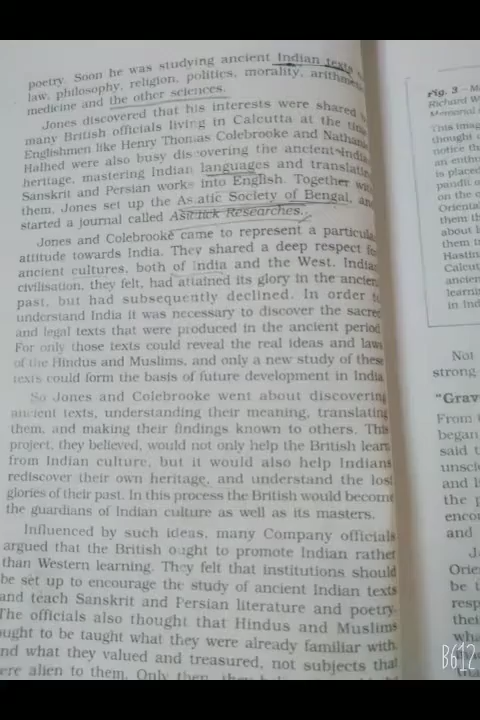 poetry. Soon he was studying ancient Indian texts
law, philosophy, religion, politics, morality, arithmetic
medicine and the other sciences.
Jones discovered that his interests were shared
many British officials living in Calcutta at the time
Englishmen like Henry Thomas Colebrooke and Nathaniel
Halhed were also busy discovering the ancient Indian
heritage, mastering Indian languages and translating
Sanskrit and Persian works into English. Together with
them, Jones set up the Asiatic Society of Bengal, and
started a journal called Asiatick Researches.
Jones and Colebrooke came to represent a particular
attitude towards India. They shared a deep respect for
ancient cultures, both of India and the West. Indian
civilisation, they felt, had attained its glory in the ancient
past, but had subsequently declined. In order to
understand India it was necessary to discover the sacred
and legal texts that were produced in the ancient period
For only those texts could reveal the real ideas and laws
of the Hindus and Muslims, and only a new study of these
texts could form the basis of future development in India
So Jones and Colebrooke went about discovering
ancient texts, understanding their meaning, translating
them, and making their findings known to others. This
project, they believed, would not only help the British learn
from Indian culture, but it would also help Indians
rediscover their own heritage, and understand the lost
glories of their past. In this process the British would become
the guardians of Indian culture as well as its masters.
Influenced by such ideas, many Company officials
argued that the British ought to promote Indian rather
than Western learning. They felt that institutions should
be set up to encourage the study of ancient Indian texts
and teach Sanskrit and Persian literature and poetry.
The officials also thought that Hindus and Muslims
ought to be taught what they were already familiar with
and what they valued and treasured, not subjects that
were alien to them. Only then,
Fig. 3 –
Richard W
Memorial
This imag
thought
notice th
an enthu
is placed
pandit
on the
Orienta
them th
about
them
Hastin
Calcut
ancien
learni
in Ind
Not
strong
"Grav
From
began
said
unsci
and li
the p
enco
and
Ja
Orie
be
resp
thei
wha
B612